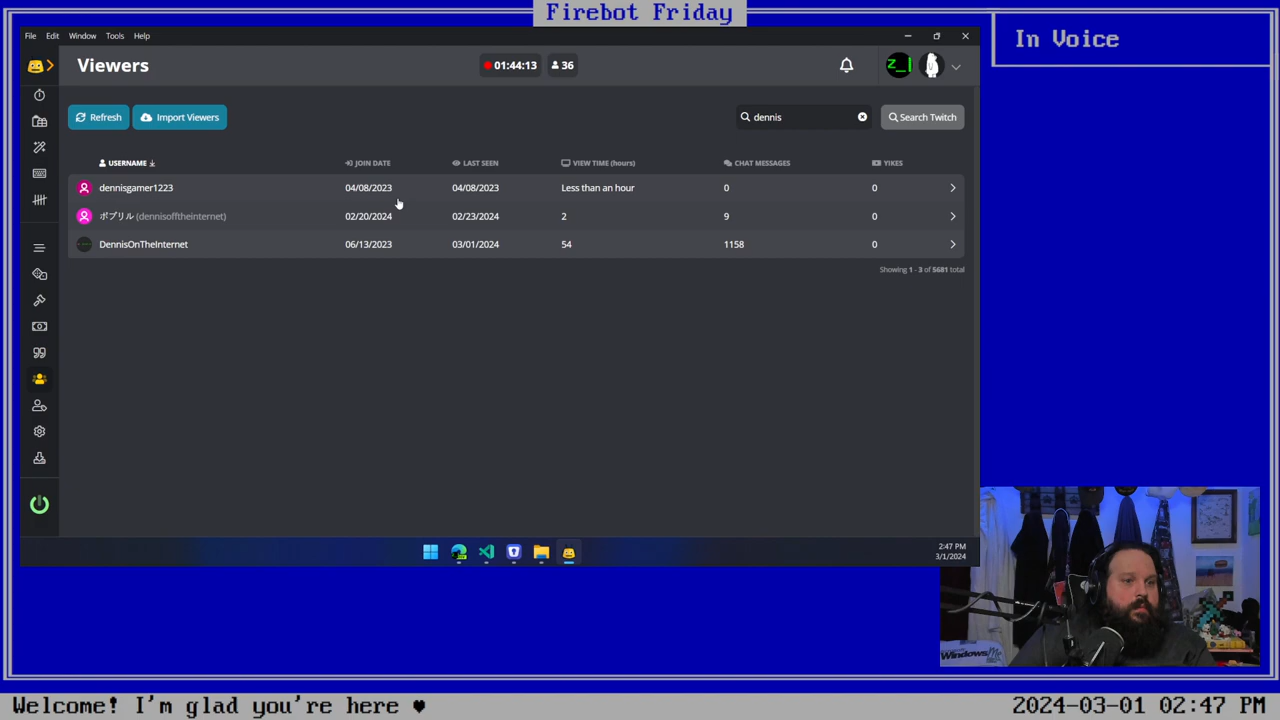 Firebot Friday
File Edit Window Tools Help
Viewers
01:44:13
36
z_l
In Voice
Refresh
Import Viewers
dennis
Search Twitch
USERNAME JOIN DATE LAST SEEN VIEW TIME (hours) CHAT MESSAGES YIKES
dennisgamer1223 04/08/2023 04/08/2023 Less than an hour 0 0
ポプリル (dennisofftheinternet) 02/20/2024 02/23/2024 2 9 0
DennisOnTheInternet 06/13/2023 03/01/2024 54 1158 0
Showing 1 - 3 of 5681 total
2:47 PM
3/1/2024
Windows Me
Welcome! I'm glad you're here ♥
2024-03-01 02:47 PM